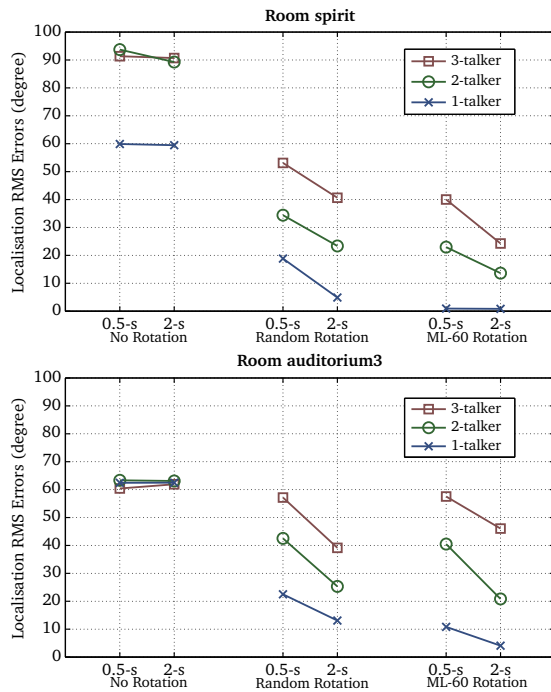 Room spirit
Localisation RMS Errors (degree)
100
90
80
70
60
50
40
30
20
10
0
3-talker
2-talker
1-talker
0.5-s 2-s 0.5-s 2-s 0.5-s 2-s
No Rotation Random Rotation ML-60 Rotation
Room auditorium3
Localisation RMS Errors (degree)
100
90
80
70
60
50
40
30
20
10
0
3-talker
2-talker
1-talker
0.5-s 2-s 0.5-s 2-s 0.5-s 2-s
No Rotation Random Rotation ML-60 Rotation